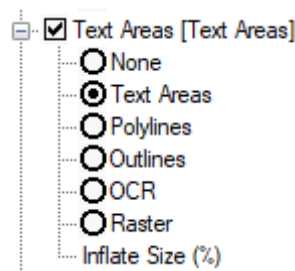 Text Areas [Text Areas]
None
Text Areas
Polylines
Outlines
OCR
Raster
Inflate Size (%)